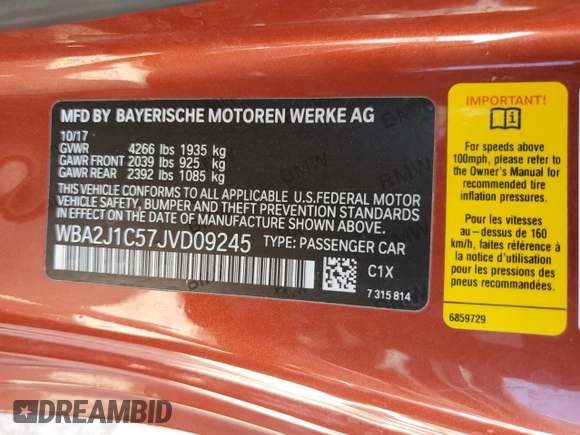 MFD BY BAYERISCHE MOTOREN WERKE AG
10/17
GVWR 4266 lbs 1935 kg
GAWR FRONT 2039 lbs 925 kg
GAWR REAR 2392 lbs 1085 kg
THIS VEHICLE CONFORMS TO ALL APPLICABLE U.S.FEDERAL MOTOR
VEHICLE SAFETY, BUMPER AND THEFT PREVENTION STANDARDS
IN EFFECT ON THE DATE OF MANUFACTURE SHOWN ABOVE.
WBA2J1C57JVD09245 TYPE: PASSENGER CAR
C1X
7 315 814
IMPORTANT!
For speeds above
100mph, please refer to
the Owner's Manual for
recommended tire
inflation pressures.
Pour les vitesses
au-dessus de 160
km/h, faites référence
à la notice d'utilisation
pour les pressions des
pneus recommandées.
6859729
DREAMBID